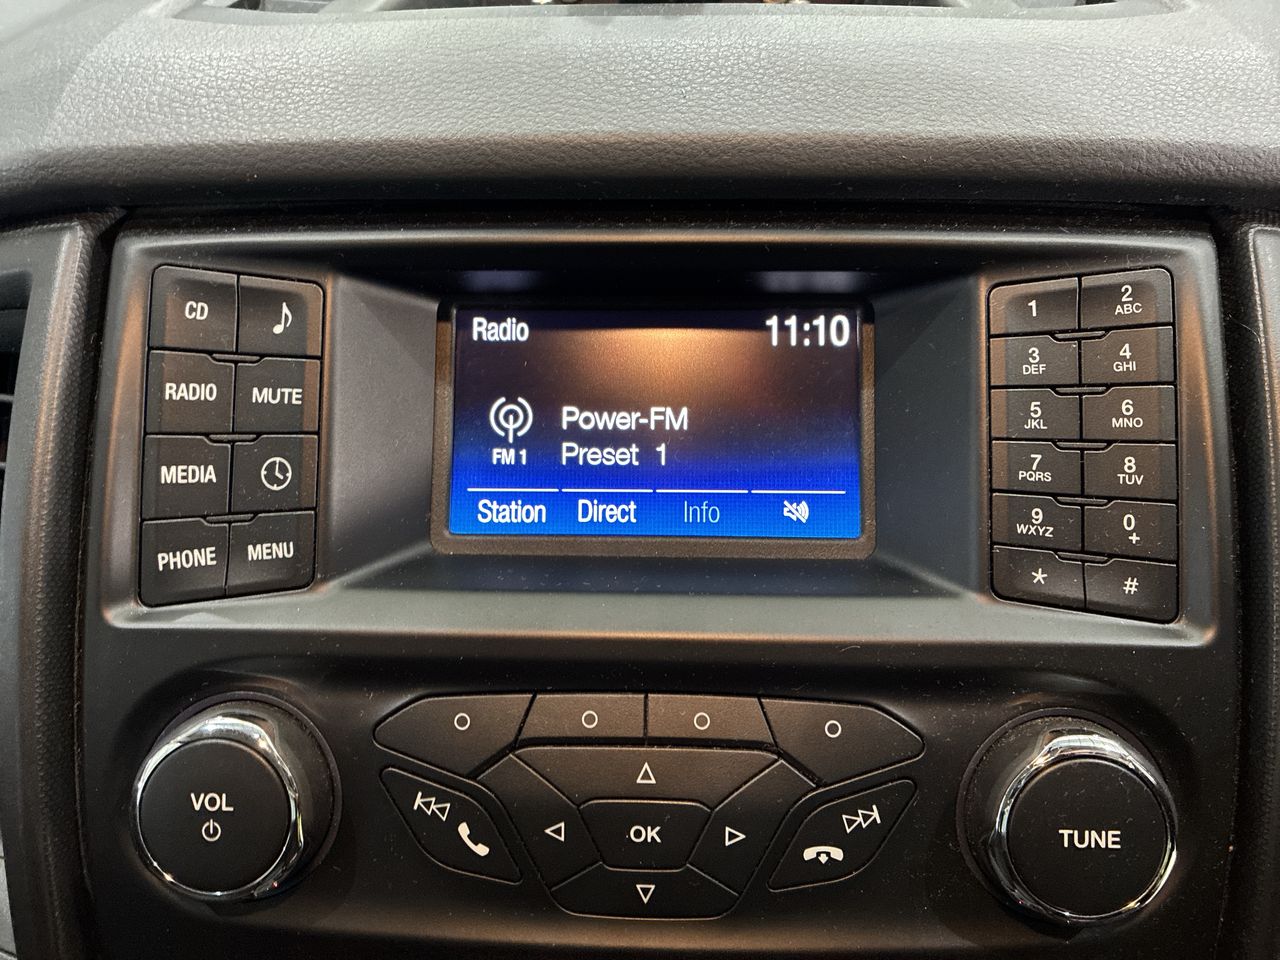 CD
RADIO MUTE
MEDIA
PHONE MENU
Radio 11:10
Power-FM
FM 1 Preset 1
Station Direct Info
1 2 ABC
3 DEF 4 GHI
5 JKL 6 MNO
7 PQRS 8 TUV
9 WXYZ 0 +
* #
VOL
OK
TUNE